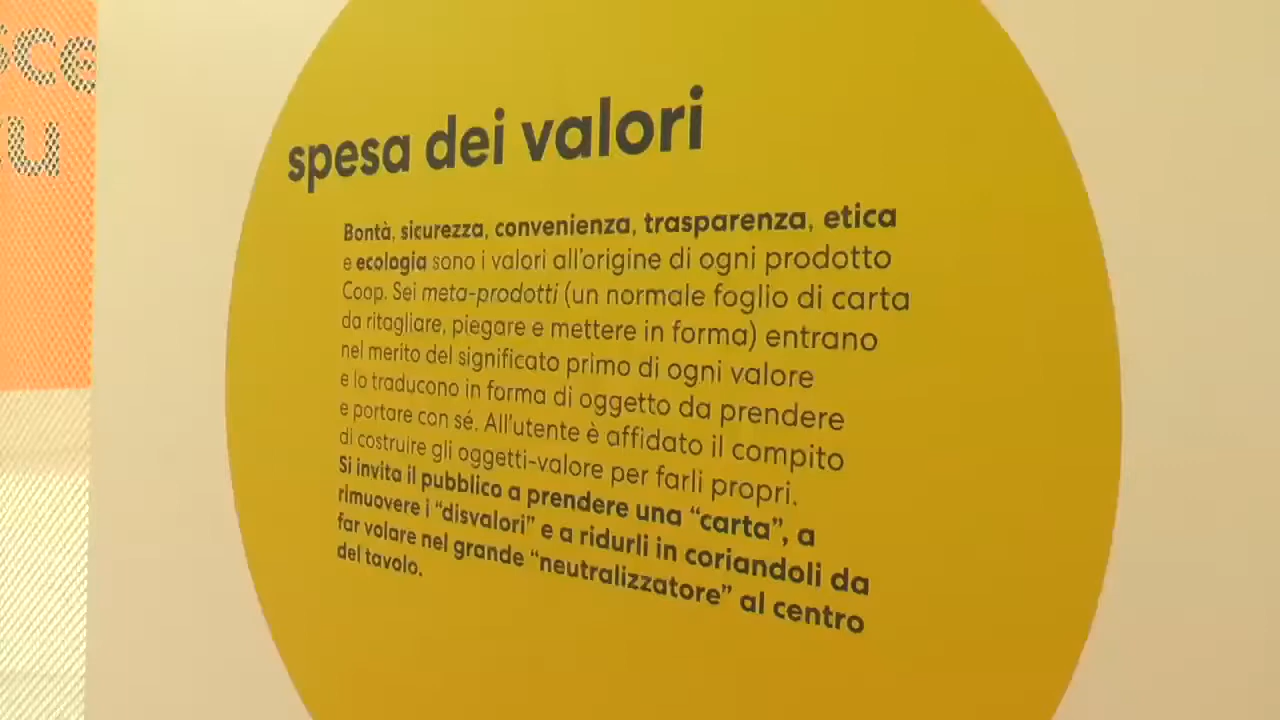 sce
u
spesa dei valori
Bontà, sicurezza, convenienza, trasparenza, etica
e ecologia sono i valori all'origine di ogni prodotto
Coop. Sei meta-prodotti (un normale foglio di carta
da ritagliare, piegare e mettere in forma) entrano
nel merito del significato primo di ogni valore
e lo traducono in forma di oggetto da prendere
e portare con sé. All'utente è affidato il compito
di costruire gli oggetti-valore per farli propri.
Si invita il pubblico a prendere una “carta”, a
rimuovere i “disvalori” e a ridurli in coriandoli da
far volare nel grande “neutralizzatore” al centro
del tavolo.